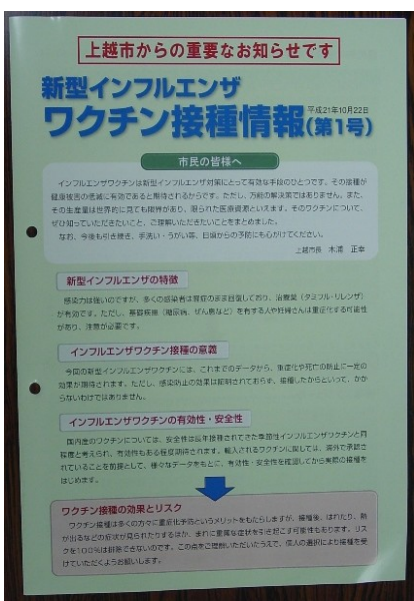 上越市からの重要なお知らせです
新型インフルエンザ
平成21年10月22日
ワクチン接種情報(第1号)
市民の皆様へ
インフルエンザワクチンは新型インフルエンザ対策にとって有効な手段のひとつです。その接種が
健康被害の低減に有効であると期待されるからです。ただし、万能の解決策ではありません。また、
その生産量は世界的に見ても限界があり、限られた医療資源といえます。そのワクチンについて、
ぜひ知っていただきたいこと、ご理解いただきたいことをまとめました。
なお、今後も引き続き、手洗い・うがい等、日頃からの予防にも心がけてください。
上越市長 木浦 正幸
新型インフルエンザの特徴
感染力は強いのですが、多くの感染者は軽症のまま回復しており、治療薬(タミフル・リレンザ)
が有効です。ただし、基礎疾患(糖尿病、ぜん息など)を有する人や妊婦さんは重症化する可能性
があり、注意が必要です。
インフルエンザワクチン接種の意義
今回の新型インフルエンザワクチンには、これまでのデータから、重症化や死亡の防止に一定の
効果が期待されます。ただし、感染防止の効果は証明されておらず、接種したからといって、かか
らないわけではありません。
インフルエンザワクチンの有効性・安全性
国内産のワクチンについては、安全性は長年接種されてきた季節性インフルエンザワクチンと同
程度と考えられ、有効性もある程度期待されます。輸入されるワクチンに関しては、海外で承認さ
れていることを前提として、様々なデータをもとに、有効性・安全性を確認してから実際の接種を
はじめます。
ワクチン接種の効果とリスク
ワクチン接種は多くの方々に重症化予防というメリットをもたらしますが、接種後、はれたり、熱
が出るなどの症状が見られたりするほか、まれに重篤な症状を引き起こす可能性もあります。リス
クを100%は排除できないのです。この点をご理解いただいたうえで、個人の選択により接種を受
けていただくようお願いします。